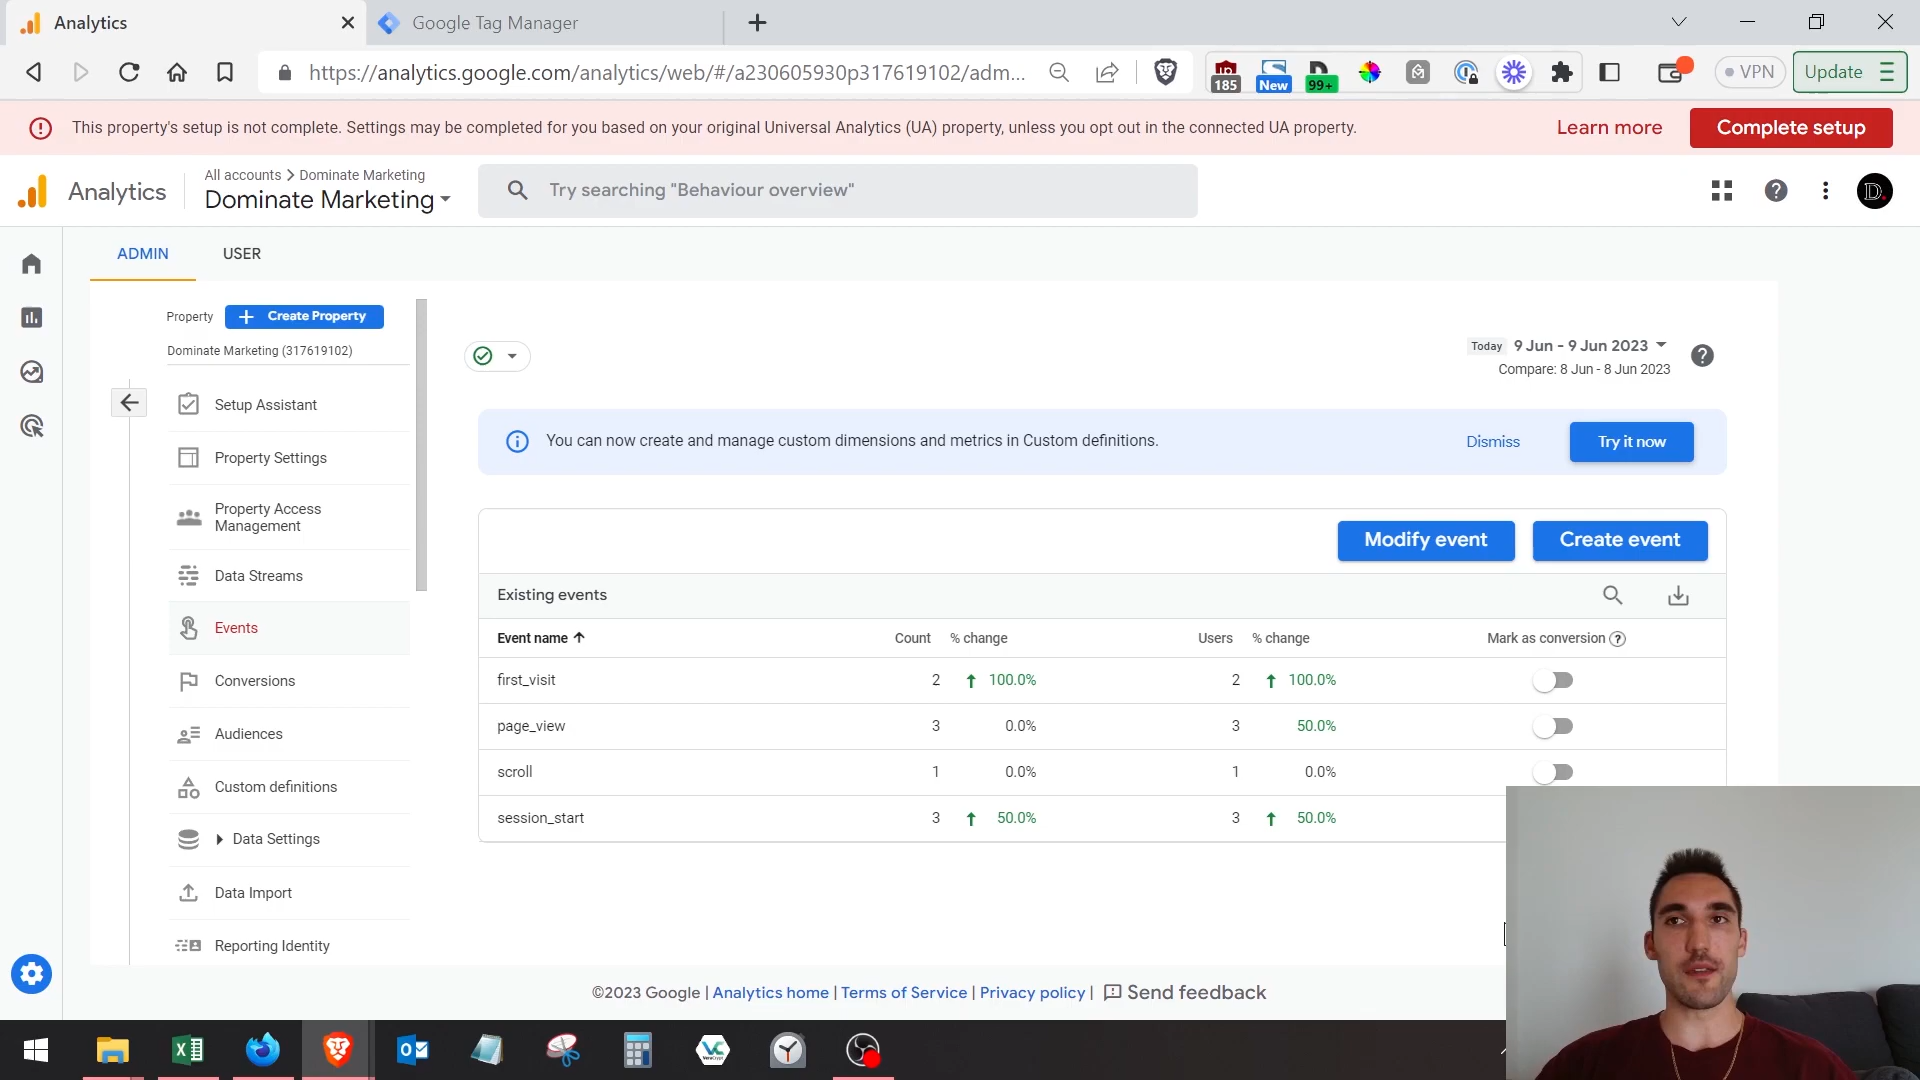 Analytics
Google Tag Manager
https://analytics.google.com/analytics/web/#/a230605930p317619102/adm...
185
New
99+
VPN
Update
This property's setup is not complete. Settings may be completed for you based on your original Universal Analytics (UA) property, unless you opt out in the connected UA property.
Learn more
Complete setup
Analytics
All accounts > Dominate Marketing
Dominate Marketing
Try searching "Behaviour overview"
D.
ADMIN
USER
Property
Create Property
Dominate Marketing (317619102)
Setup Assistant
Property Settings
Property Access
Management
Data Streams
Events
Conversions
Audiences
Custom definitions
Data Settings
Data Import
Reporting Identity
Today 9 Jun - 9 Jun 2023
Compare: 8 Jun - 8 Jun 2023
You can now create and manage custom dimensions and metrics in Custom definitions.
Dismiss
Try it now
Modify event
Create event
Existing events
Event name Count % change Users % change Mark as conversion
first_visit 2 100.0% 2 100.0%
page_view 3 0.0% 3 50.0%
scroll 1 0.0% 1 0.0%
session_start 3 50.0% 3 50.0%
©2023 Google | Analytics home | Terms of Service | Privacy policy | Send feedback